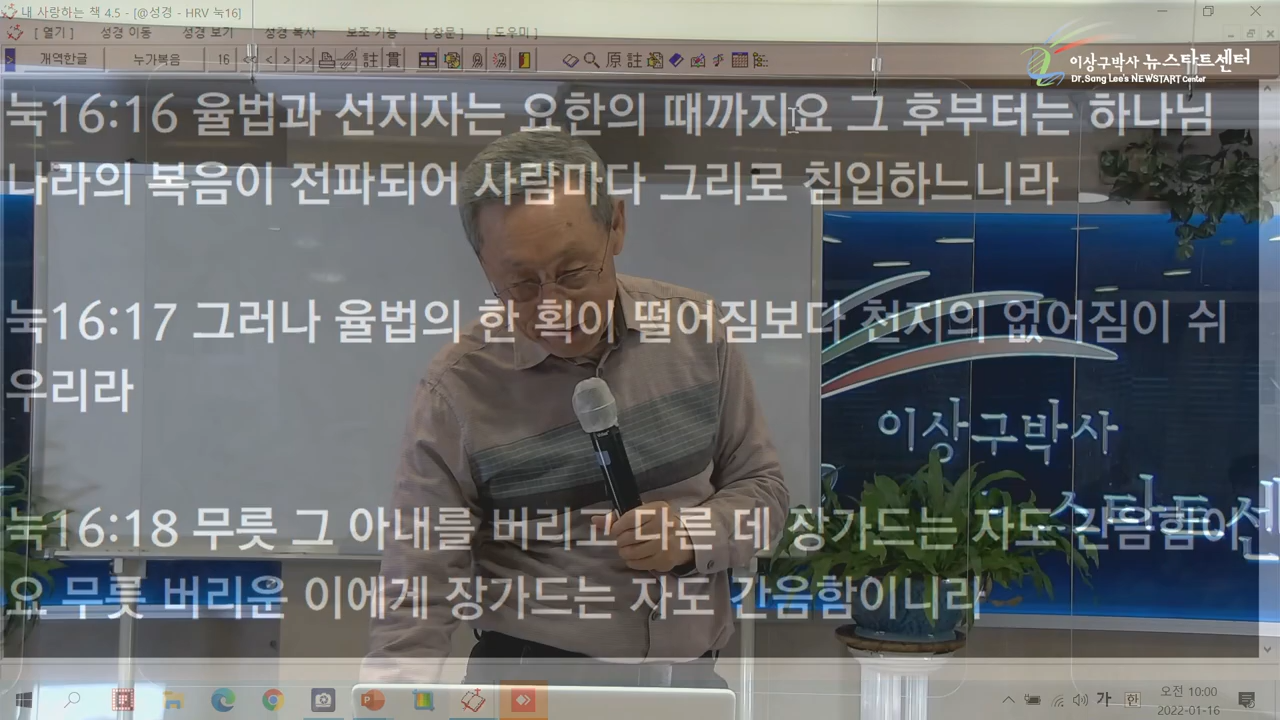 내 사랑하는 책 4.5 - [@성경 - HRV 눅16]
[ 열기 ] 성경 이동 성경 보기 성경 복사 보조 기능 [ 창문 ] [ 도우미 ]
개역한글 누가복음 16 << < > >> 註 貫 原 註
이상구박사 뉴스타트센터
Dr. Sang Lee's NEWSTART Center
눅16:16 율법과 선지자는 요한의 때까지요 그 후부터는 하나님
나라의 복음이 전파되어 사람마다 그리로 침입하느니라
눅16:17 그러나 율법의 한 획이 떨어짐보다 천지의 없어짐이 쉬
우리라
이상구박사
스타트센
눅16:18 무릇 그 아내를 버리고 다른 데 장가드는 자도 간음함이
요 무릇 버리운 이에게 장가드는 자도 간음함이니라
가 한 오전 10:00
2022-01-16